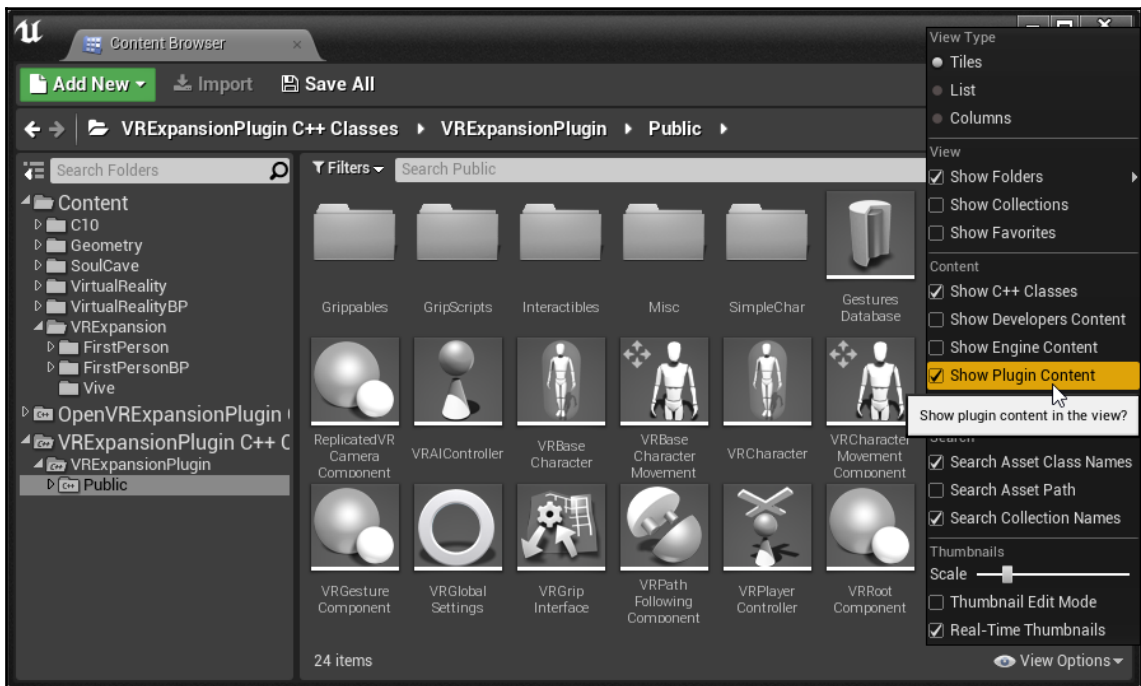 Content Browser
Add New
Import
Save All
VRExpansionPlugin C++ Classes
VRExpansionPlugin
Public
Search Folders
Content
C10
Geometry
SoulCave
VirtualReality
VirtualRealityBP
VRExpansion
FirstPerson
FirstPersonBP
Vive
OpenVRExpansionPlugin
VRExpansionPlugin C++ C
VRExpansionPlugin
Public
Filters
Search Public
Grippables
GripScripts
Interactibles
Misc
SimpleChar
Gestures
Database
ReplicatedVR
Camera
Component
VRAIController
VRBase
Character
VRBase
Character
Movement
VRCharacter
VRCharacter
Movement
Component
VRGesture
Component
VRGlobal
Settings
VRGrip
Interface
VRPath
Following
Component
VRPlayer
Controller
VRRoot
Component
24 items
View Options
View Type
Tiles
List
Columns
View
Show Folders
Show Collections
Show Favorites
Content
Show C++ Classes
Show Developers Content
Show Engine Content
Show Plugin Content
Show plugin content in the view?
Search
Search Asset Class Names
Search Asset Path
Search Collection Names
Thumbnails
Scale
Thumbnail Edit Mode
Real-Time Thumbnails